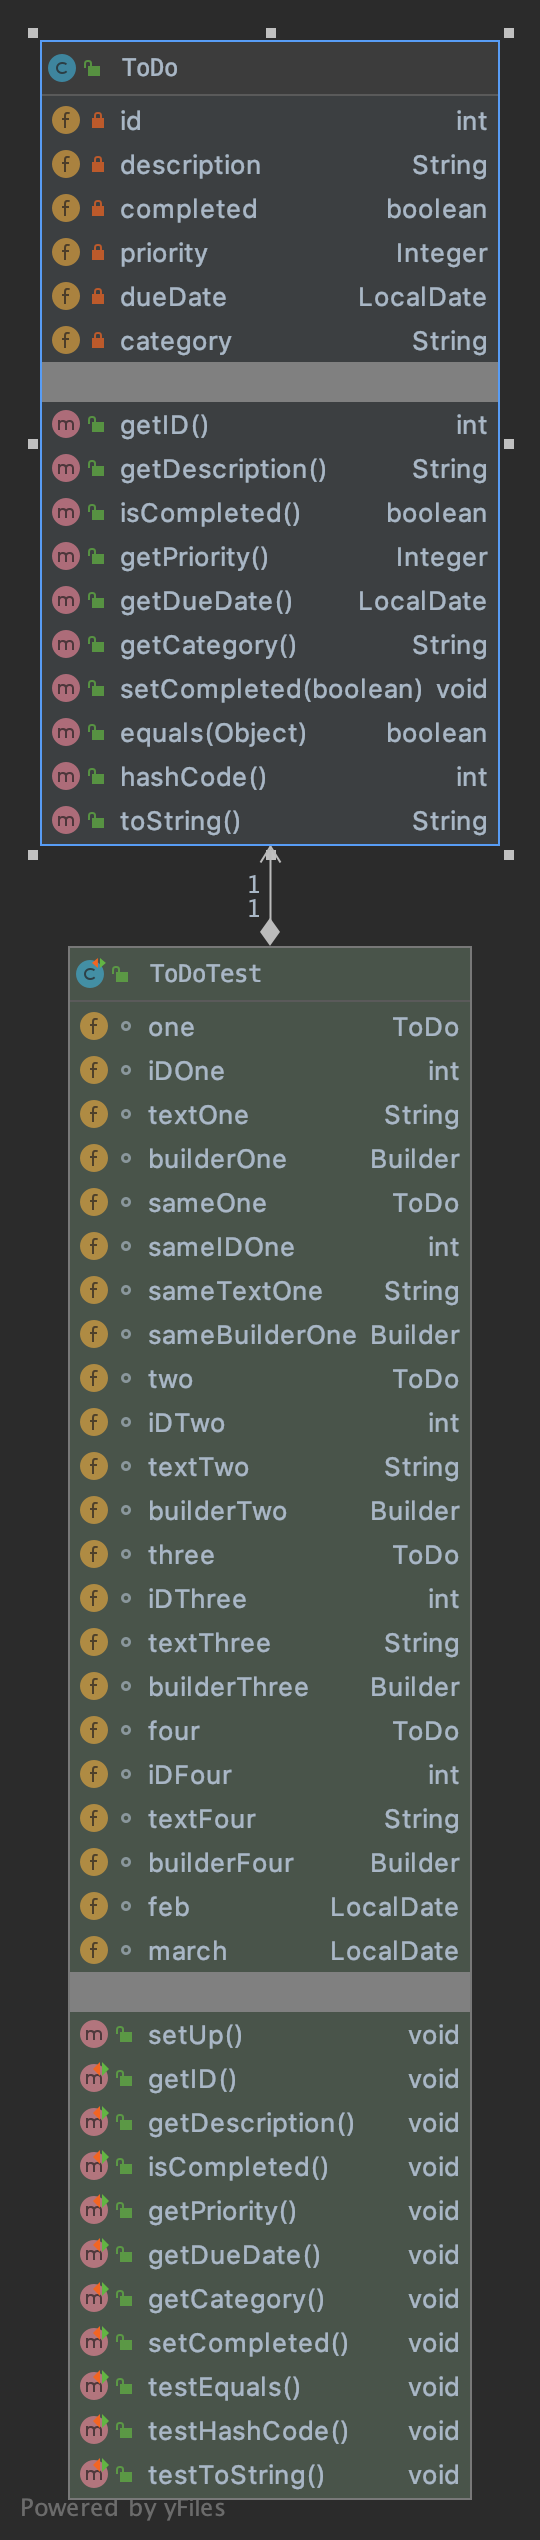 ToDo
id int
description String
completed boolean
priority Integer
dueDate LocalDate
category String
getID() int
getDescription() String
isCompleted() boolean
getPriority() Integer
getDueDate() LocalDate
getCategory() String
setCompleted(boolean) void
equals(Object) boolean
hashCode() int
toString() String
1
1
ToDoTest
one ToDo
iDOne int
textOne String
builderOne Builder
sameOne ToDo
sameIDOne int
sameTextOne String
sameBuilderOne Builder
two ToDo
iDTwo int
textTwo String
builderTwo Builder
three ToDo
iDThree int
textThree String
builderThree Builder
four ToDo
iDFour int
textFour String
builderFour Builder
feb LocalDate
march LocalDate
setUp() void
getID() void
getDescription() void
isCompleted() void
getPriority() void
getDueDate() void
getCategory() void
setCompleted() void
testEquals() void
testHashCode() void
testToString() void
Powered by yFiles